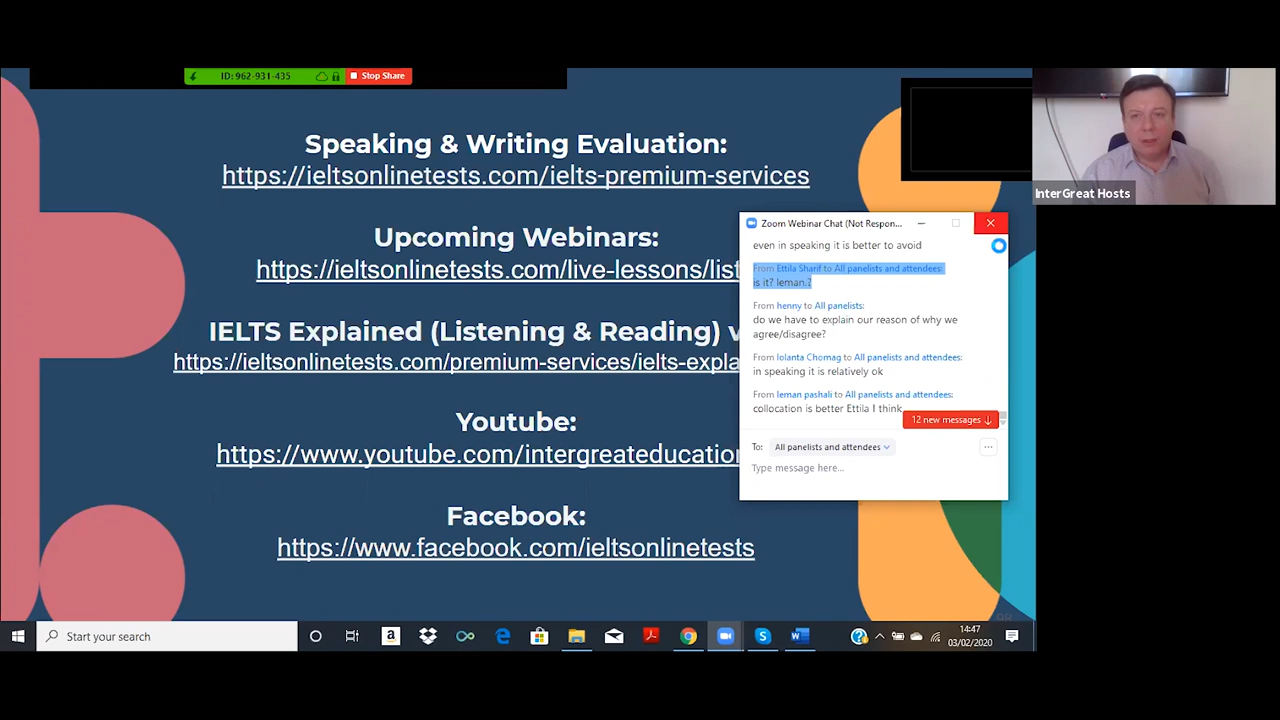 ID: 962-931-435
Stop Share
Speaking & Writing Evaluation:
https://ieltsonlinetests.com/ielts-premium-services
Upcoming Webinars:
https://ieltsonlinetests.com/live-lessons/list
IELTS Explained (Listening & Reading) v
https://ieltsonlinetests.com/premium-services/ielts-expla
Youtube:
https://www.youtube.com/intergreateducation
Facebook:
https://www.facebook.com/ieltsonlinetests
InterGreat Hosts
Zoom Webinar Chat (Not Respon...
even in speaking it is better to avoid
From Ettila Sharif to All panelists and attendees:
is it? leman.?
From henny to All panelists:
do we have to explain our reason of why we
agree/disagree?
From Iolanta Chomag to All panelists and attendees:
in speaking it is relatively ok
From leman pashali to All panelists and attendees:
collocation is better Ettila I think
12 new messages
To: All panelists and attendees
Type message here...
Start your search
14:47
03/02/2020